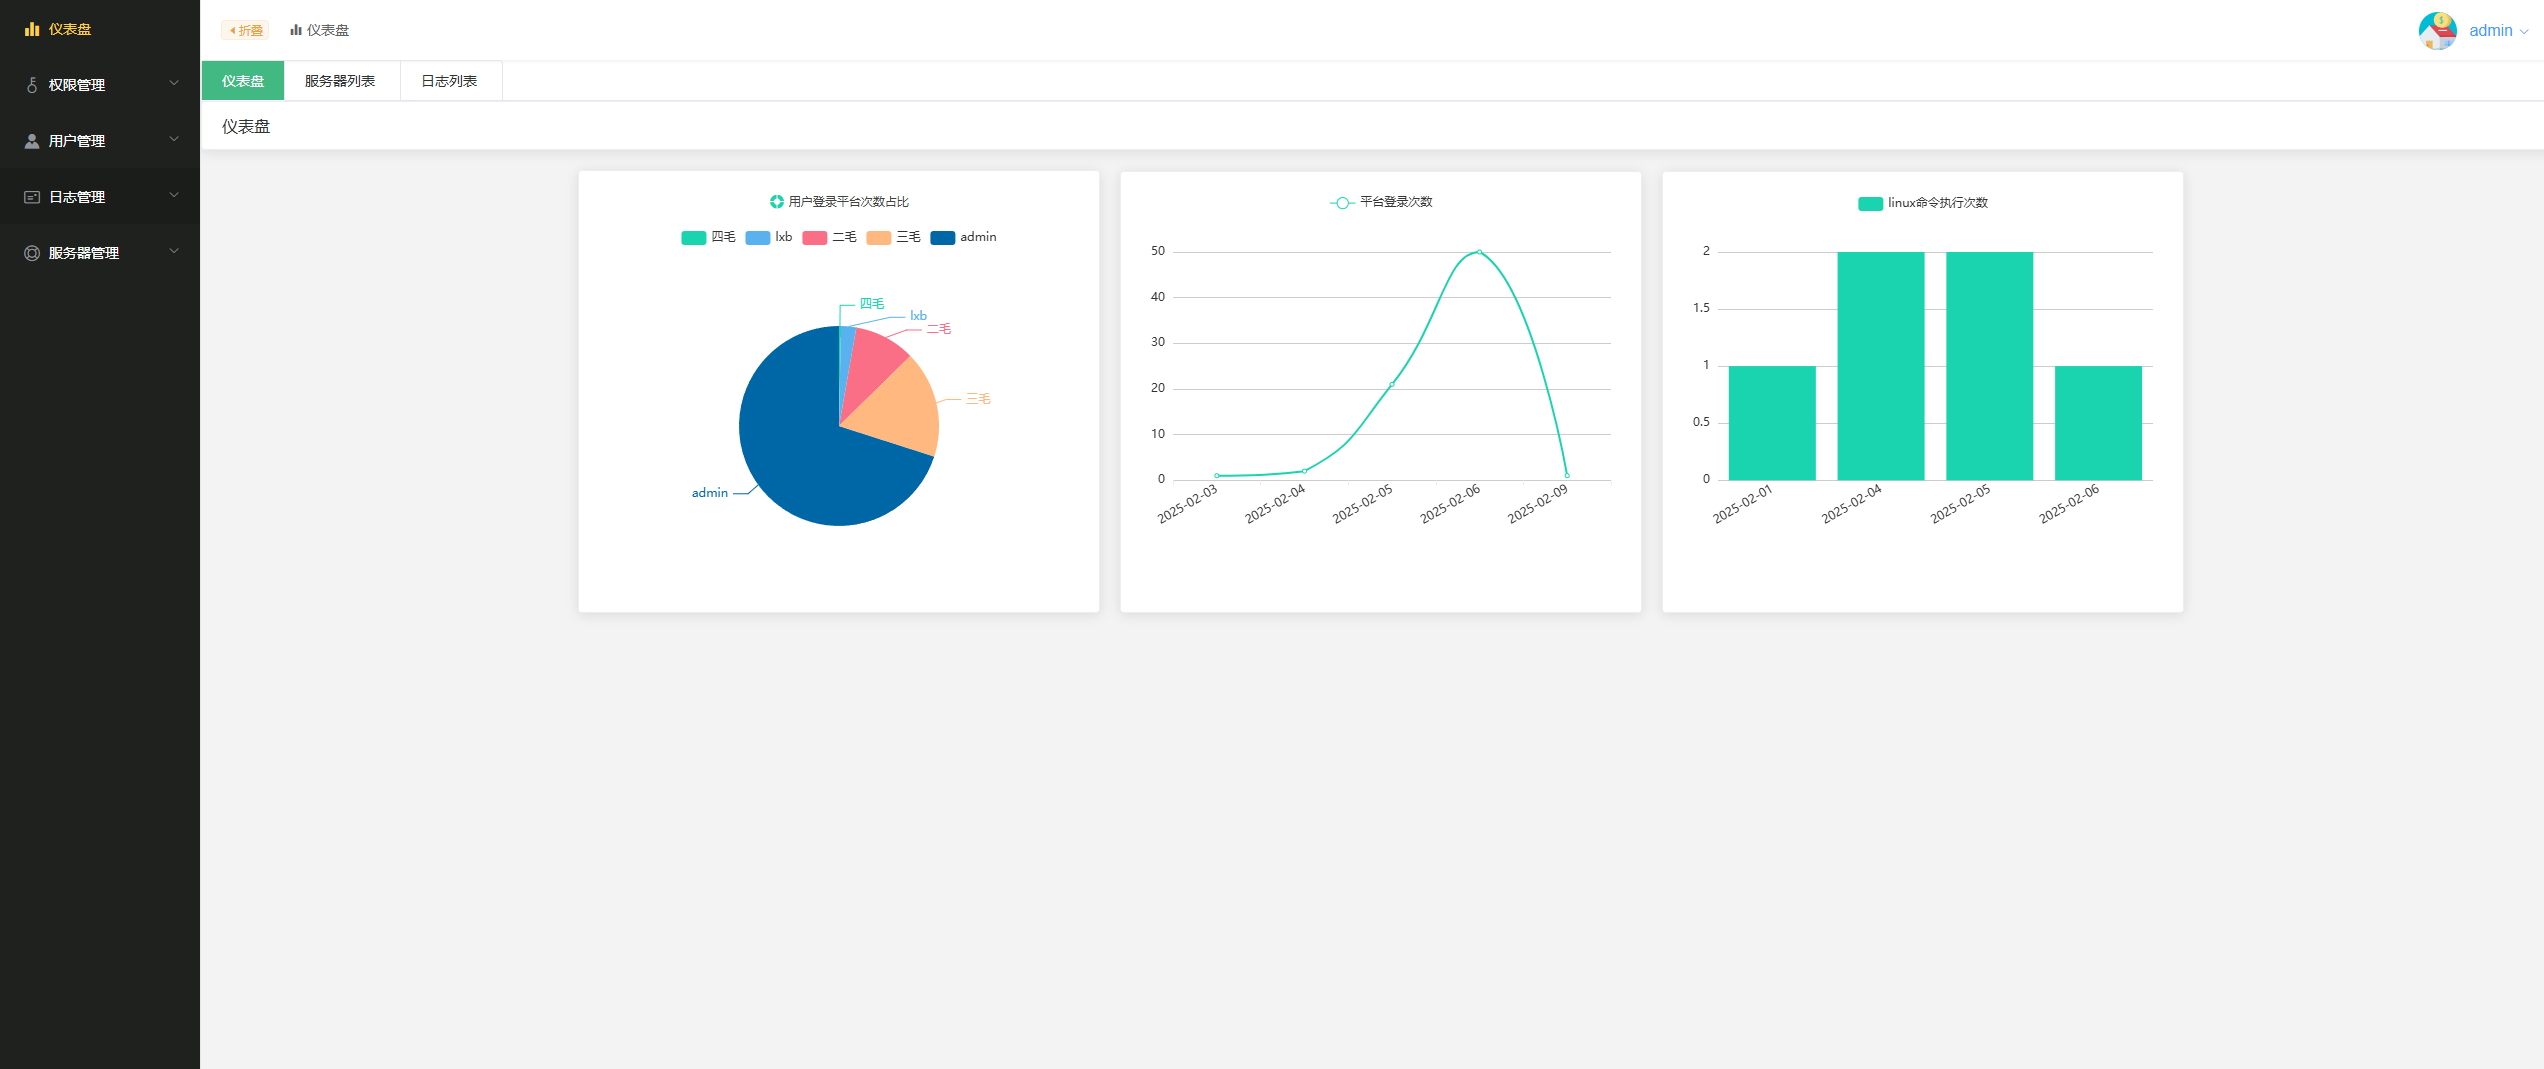 仪表盘
权限管理
用户管理
日志管理
服务器管理
折叠 仪表盘
admin
仪表盘 服务器列表 日志列表
仪表盘
用户登录平台次数占比
四毛 lxb 二毛 三毛 admin
四毛
lxb
二毛
三毛
admin
平台登录次数
50
40
30
20
10
0
2025-02-03 2025-02-04 2025-02-05 2025-02-06 2025-02-09
linux命令执行次数
2
1.5
1
0.5
0
2025-02-01 2025-02-04 2025-02-05 2025-02-06